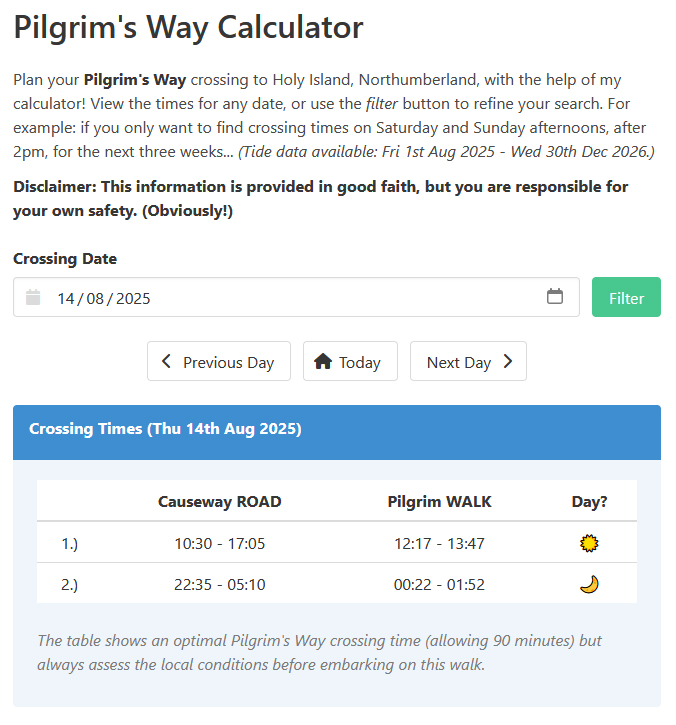 Pilgrim's Way Calculator
Plan your Pilgrim's Way crossing to Holy Island, Northumberland, with the help of my
calculator! View the times for any date, or use the filter button to refine your search. For
example: if you only want to find crossing times on Saturday and Sunday afternoons, after
2pm, for the next three weeks... (Tide data available: Fri 1st Aug 2025 - Wed 30th Dec 2026.)
Disclaimer: This information is provided in good faith, but you are responsible for
your own safety. (Obviously!)
Crossing Date
14 / 08 / 2025 Filter
Previous Day Today Next Day
Crossing Times (Thu 14th Aug 2025)
Causeway ROAD Pilgrim WALK Day?
1.) 10:30 - 17:05 12:17 - 13:47
2.) 22:35 - 05:10 00:22 - 01:52
The table shows an optimal Pilgrim's Way crossing time (allowing 90 minutes) but
always assess the local conditions before embarking on this walk.